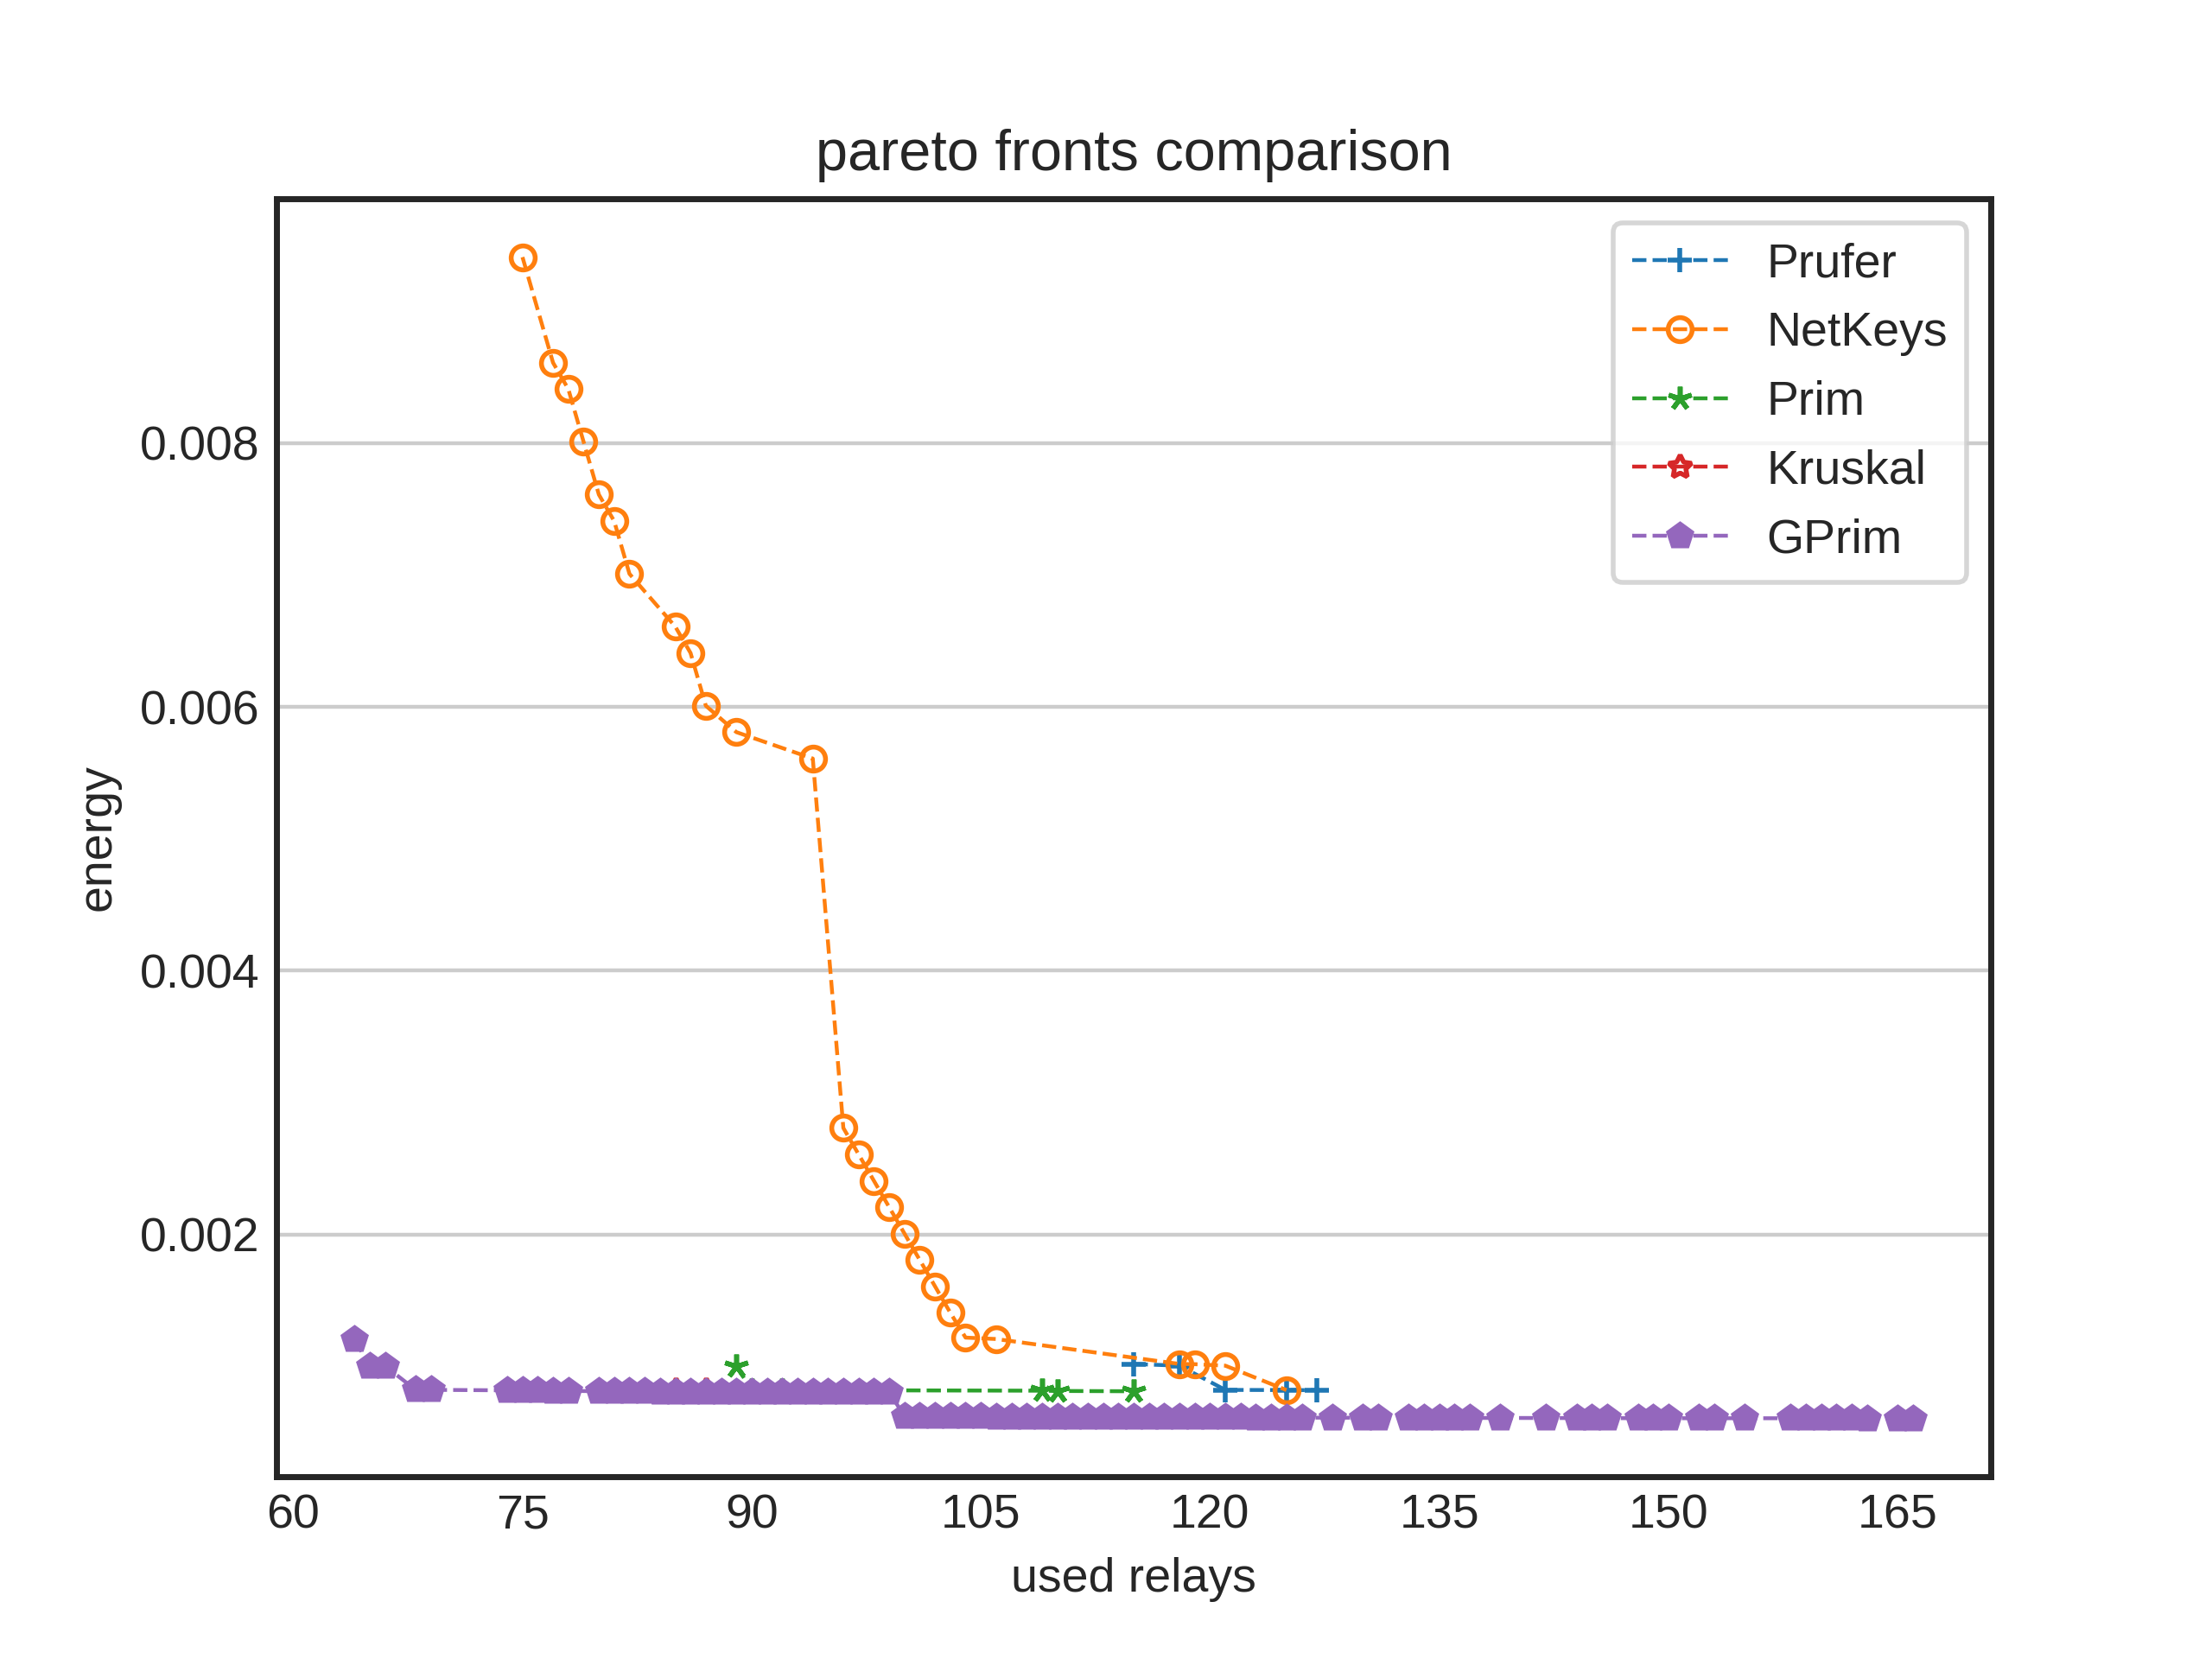 pareto fronts comparison
Prufer
NetKeys
Prim
Kruskal
GPrim
0.008
0.006
0.004
0.002
energy
60 75 90 105 120 135 150 165
used relays